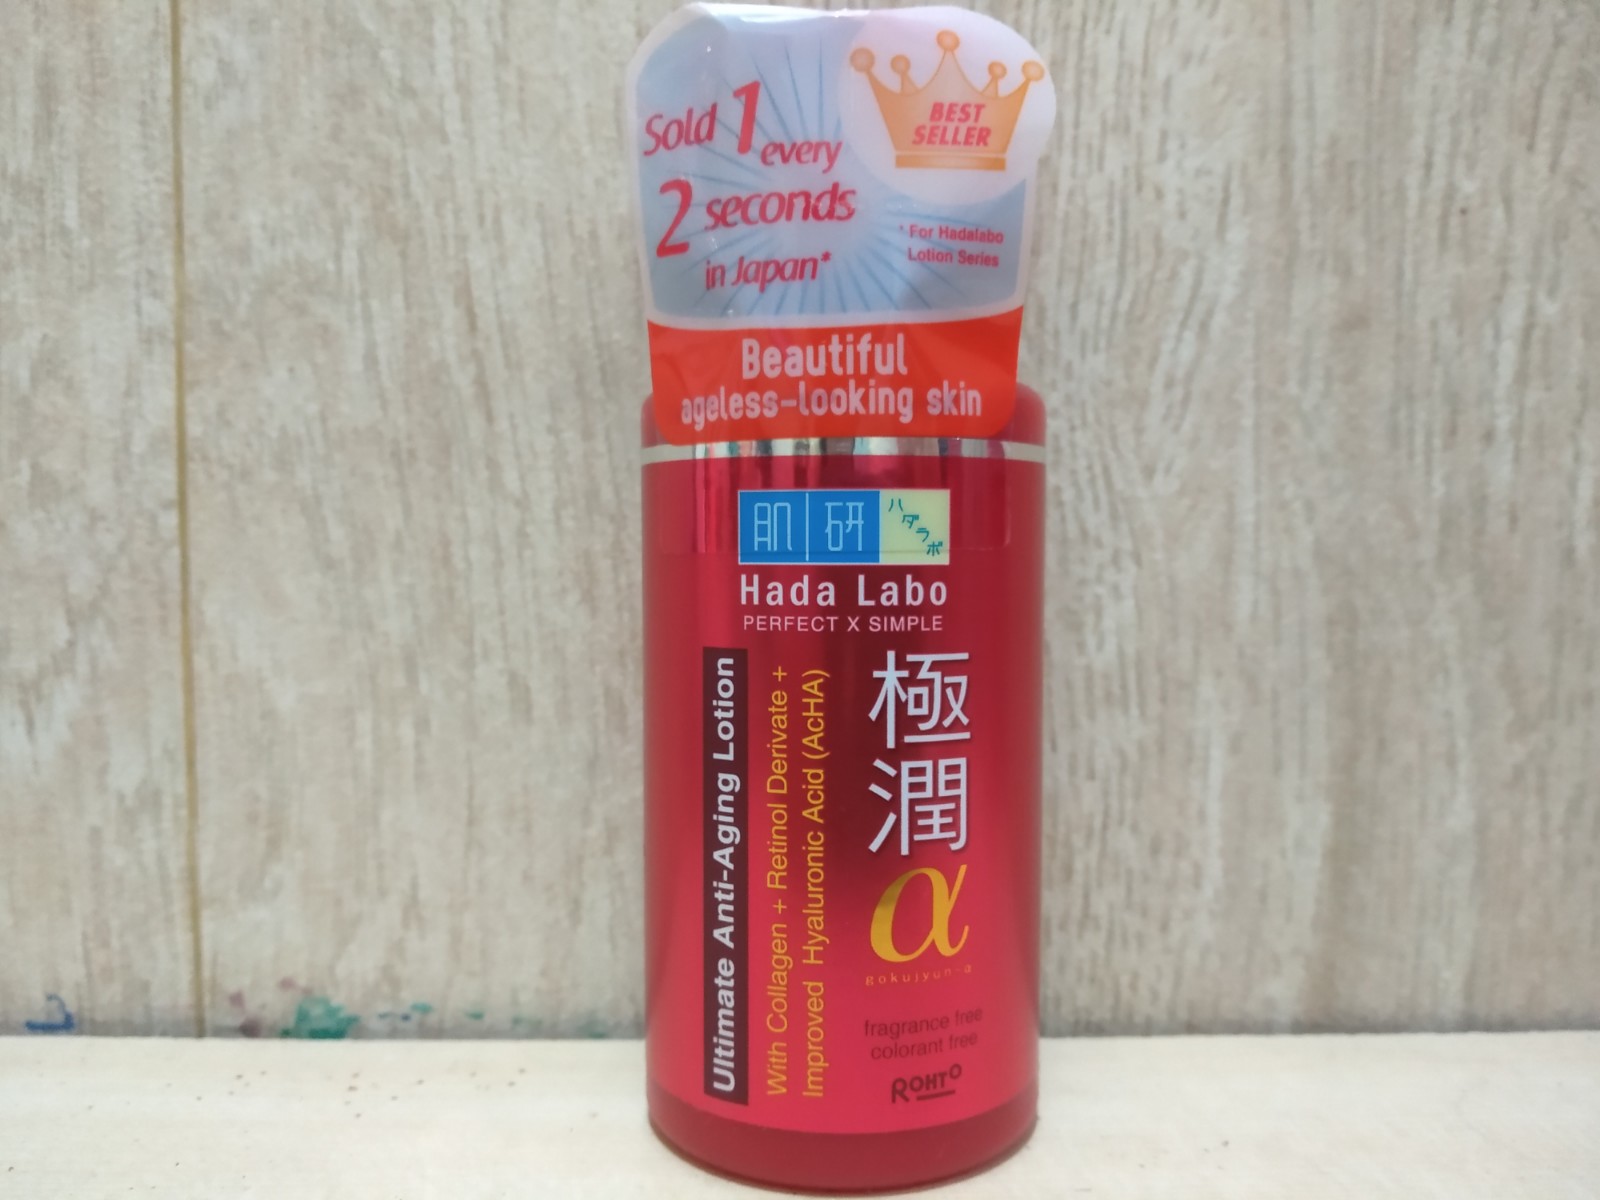 Sold 1 every
2 seconds
in Japan*
BEST
SELLER
* For Hadalabo
Lotion Series
Beautiful
ageless-looking skin
肌 研 ハダラボ
Hada Labo
PERFECT X SIMPLE
Ultimate Anti-Aging Lotion
With Collagen + Retinol Derivate +
Improved Hyaluronic Acid (AcHA)
極潤
α
gokujyun-α
fragrance free
colorant free
ROHTO